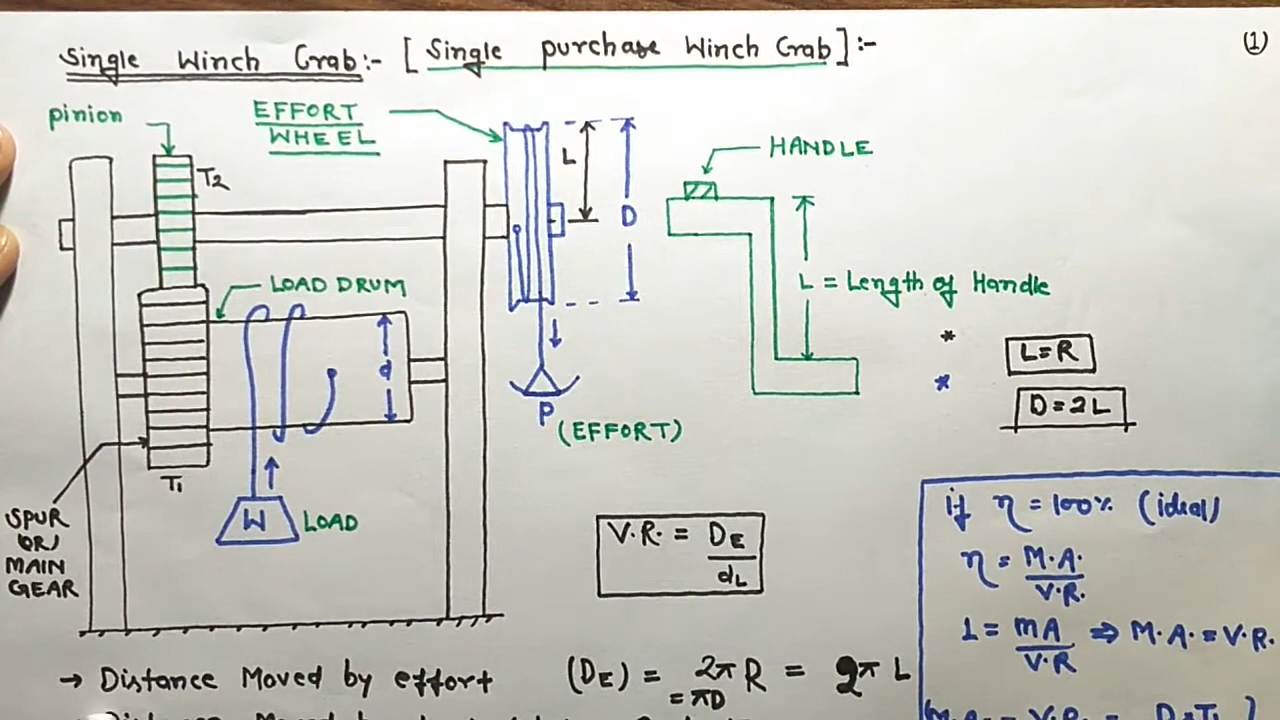 Single Winch Crab:- [Single purchase Winch Crab]:-
(1)
pinion
EFFORT
WHEEL
T2
L
D
HANDLE
LOAD DRUM
L = Length of Handle
d
* L=R
* D=2L
P
(EFFORT)
T1
SPUR
(OR)
MAIN
GEAR
W
LOAD
V.R. = DE
dL
if η = 100% (ideal)
η = M.A.
V.R.
1 = MA ⇒ M.A. = V.R.
V.R
→ Distance Moved by effort (DE) = 2πR = 2πL
= πD